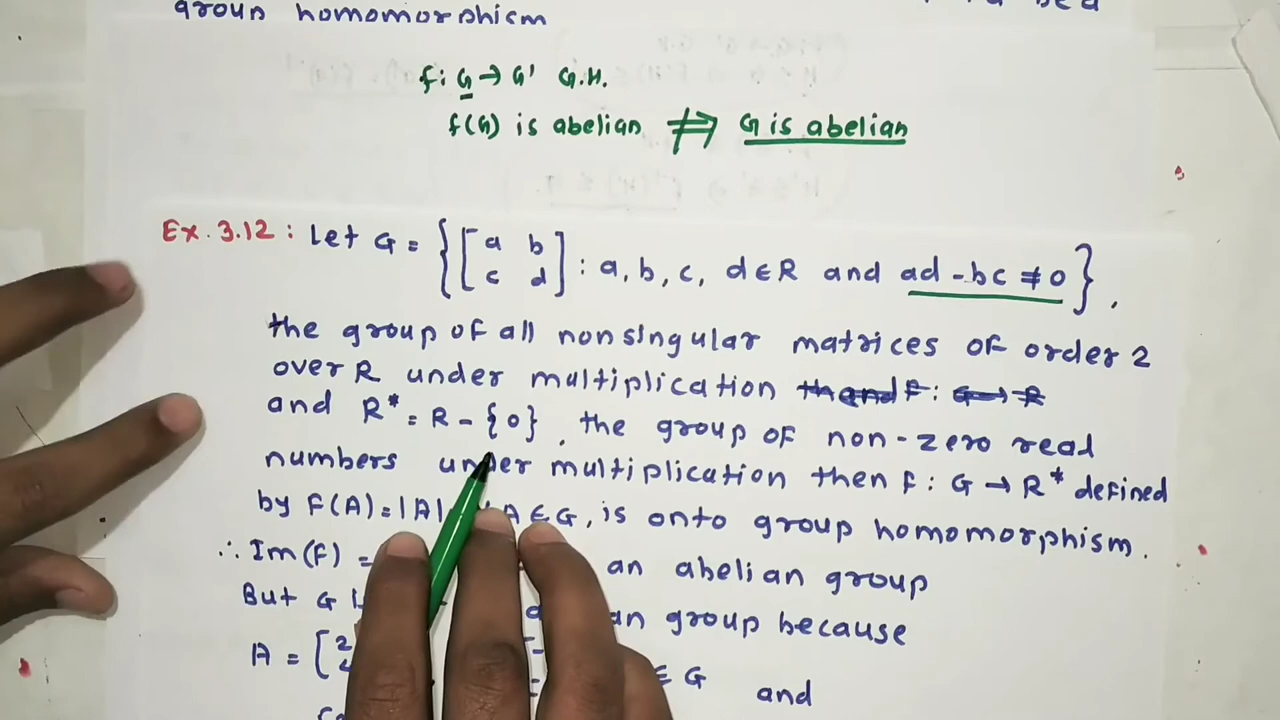 group homomorphism
f: G → G' G.H.
f(G) is abelian ⇏ G is abelian
Ex. 3.12 : Let G = { [ a b
c d ] : a, b, c, d ∈ R and ad - bc ≠ 0 } ,
the group of all nonsingular matrices of order 2
over R under multiplication
and R* = R - {0} , the group of non-zero real
numbers under multiplication then f : G → R* defined
by f(A) = |A| A ∈ G, is onto group homomorphism.
∴ Im(f) = an abelian group
But G group because
A = [ 2 ∈ G and